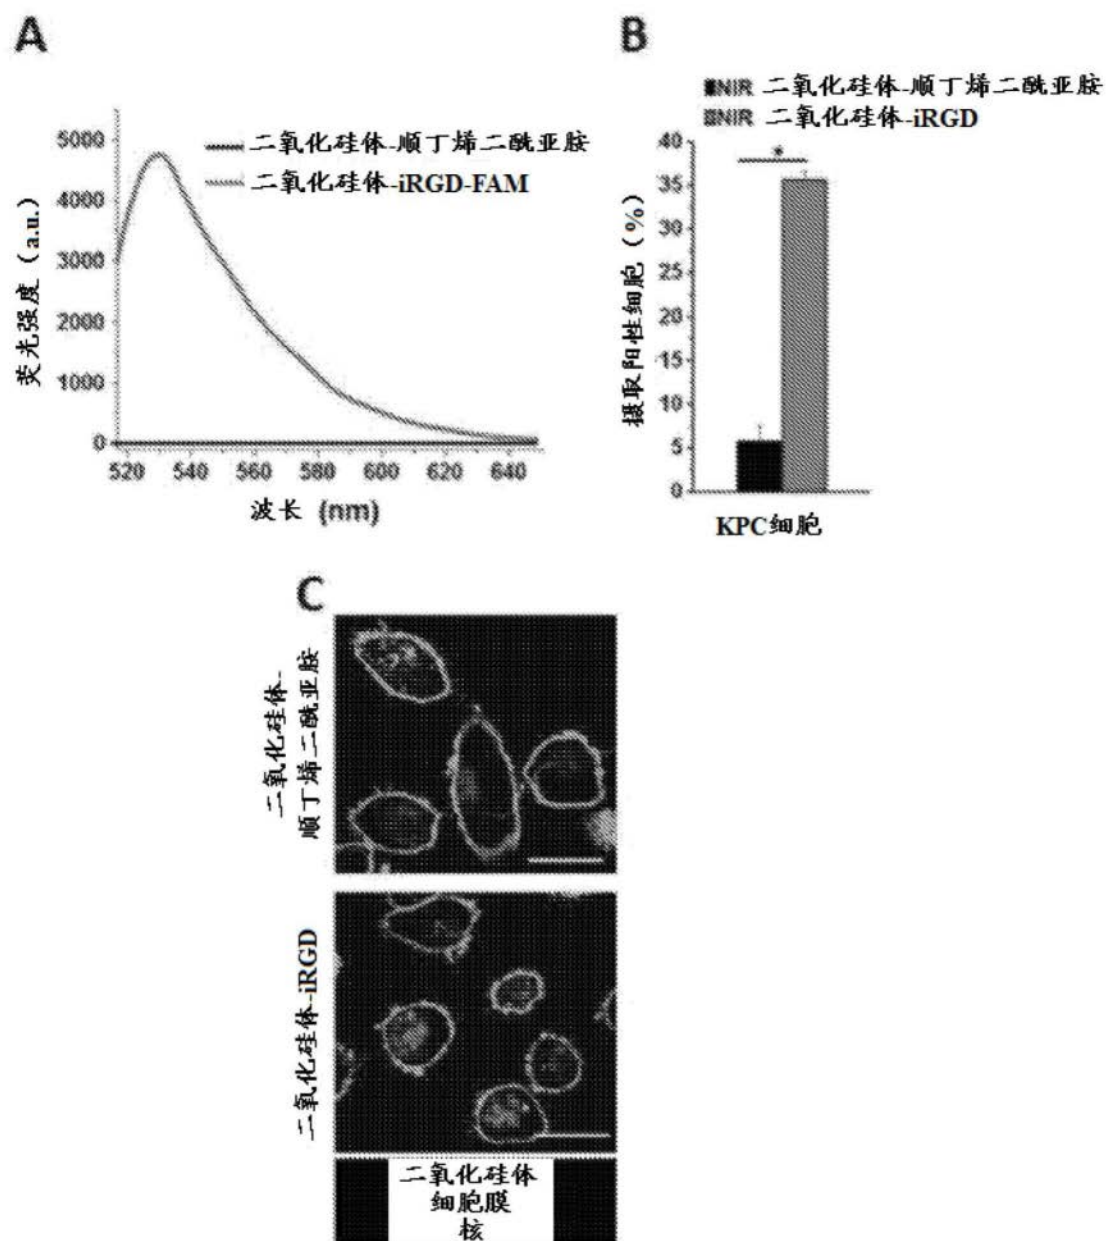 A
荧光强度（a.u.）
5000
4000
3000
2000
1000
0
二氧化硅体-顺丁烯二酰亚胺
二氧化硅体-iRGD-FAM
520 540 560 580 600 620 640
波长 (nm)
B
NIR 二氧化硅体-顺丁烯二酰亚胺
NIR 二氧化硅体-iRGD
摄取阳性细胞（%）
40
35
30
25
20
15
10
5
0
*
KPC细胞
C
二氧化硅体-
顺丁烯二酰亚胺
二氧化硅体-iRGD
二氧化硅体
细胞膜
核